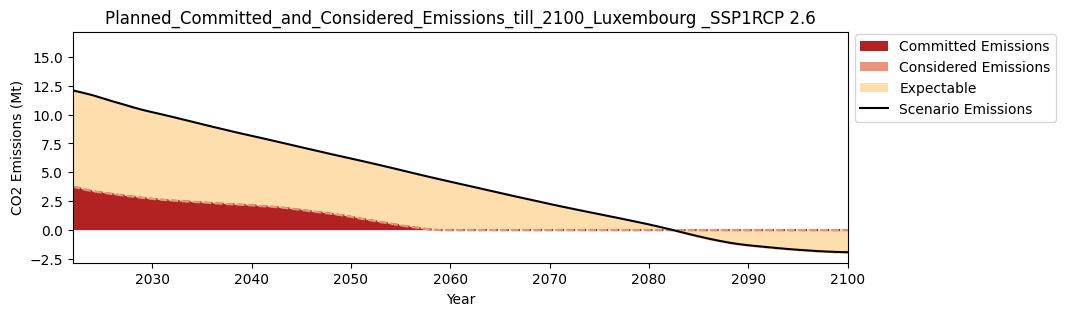 Planned_Committed_and_Considered_Emissions_till_2100_Luxembourg _SSP1RCP 2.6
Committed Emissions
Considered Emissions
Expectable
Scenario Emissions
CO2 Emissions (Mt)
15.0
12.5
10.0
7.5
5.0
2.5
0.0
−2.5
2030 2040 2050 2060 2070 2080 2090 2100
Year